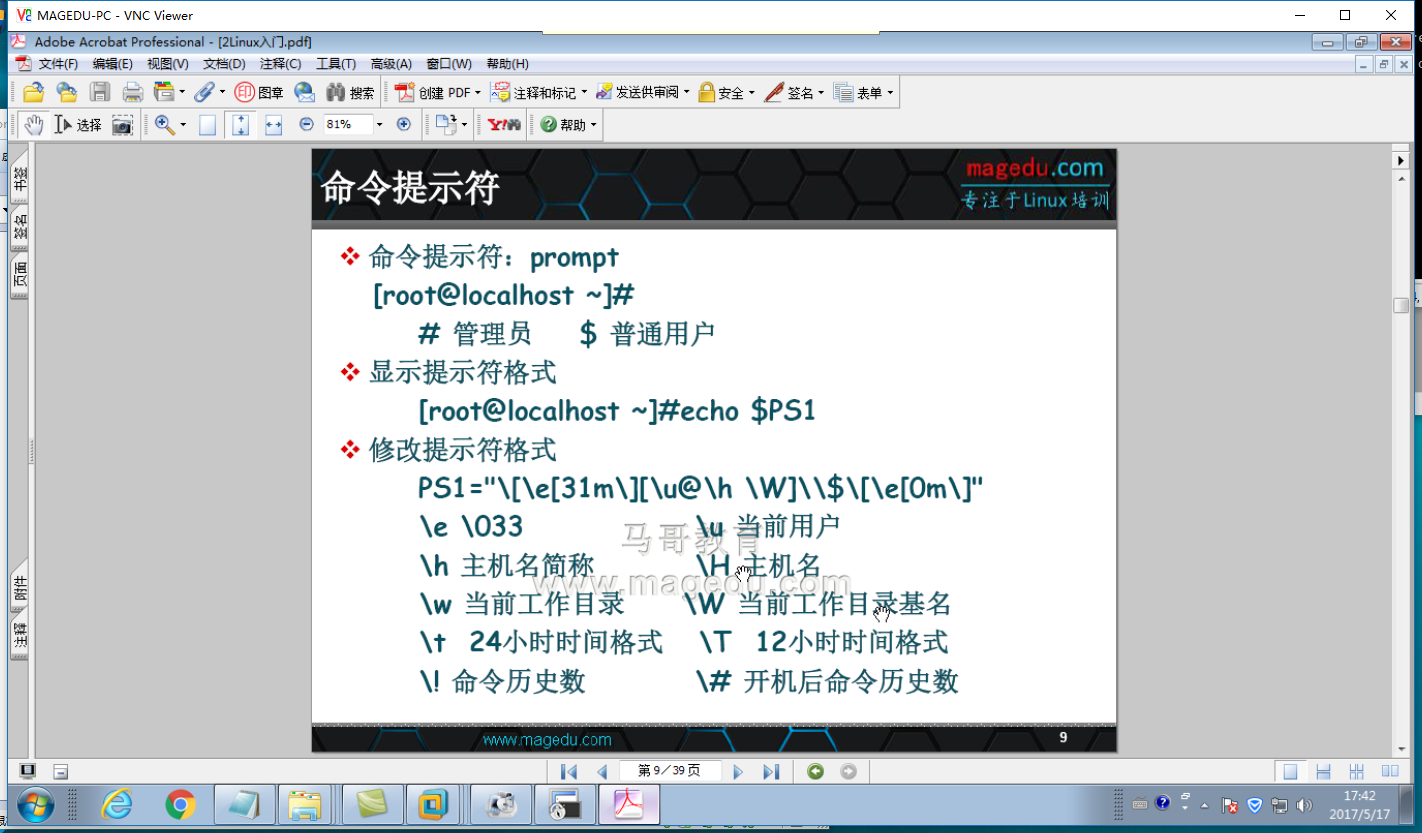 MAGEDU-PC - VNC Viewer
Adobe Acrobat Professional - [2Linux入门.pdf]
文件(F) 编辑(E) 视图(V) 文档(D) 注释(C) 工具(T) 高级(A) 窗口(W) 帮助(H)
图章 搜索 创建 PDF 注释和标记 发送供审阅 安全 签名 表单
选择 81% Y! 帮助
书签
签名
页面
附件
注释
命令提示符
magedu.com
专注于Linux培训
命令提示符：prompt
[root@localhost ~]#
# 管理员 $ 普通用户
显示提示符格式
[root@localhost ~]#echo $PS1
修改提示符格式
PS1="\[\e[31m\][\u@\h \W]\\$\[\e[0m\]"
\e \033 \u 当前用户
\h 主机名简称 \H 主机名
\w 当前工作目录 \W 当前工作目录基名
\t 24小时时间格式 \T 12小时时间格式
\! 命令历史数 \# 开机后命令历史数
马哥教育
www.magedu.com
www.magedu.com 9
第 9／39 页
17:42
2017/5/17